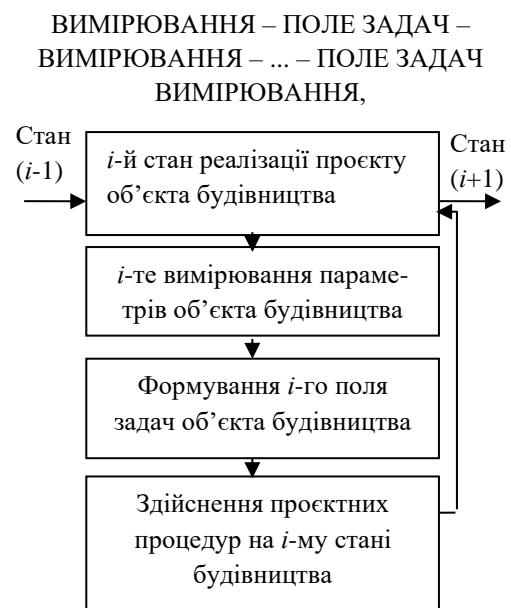 ВИМІРЮВАННЯ – ПОЛЕ ЗАДАЧ –
ВИМІРЮВАННЯ – ... – ПОЛЕ ЗАДАЧ
ВИМІРЮВАННЯ,
Стан
(i-1)
i-й стан реалізації проєкту
об’єкта будівництва
Стан
(i+1)
i-те вимірювання параме-
трів об’єкта будівництва
Формування i-го поля
задач об’єкта будівництва
Здійснення проєктних
процедур на i-му стані
будівництва